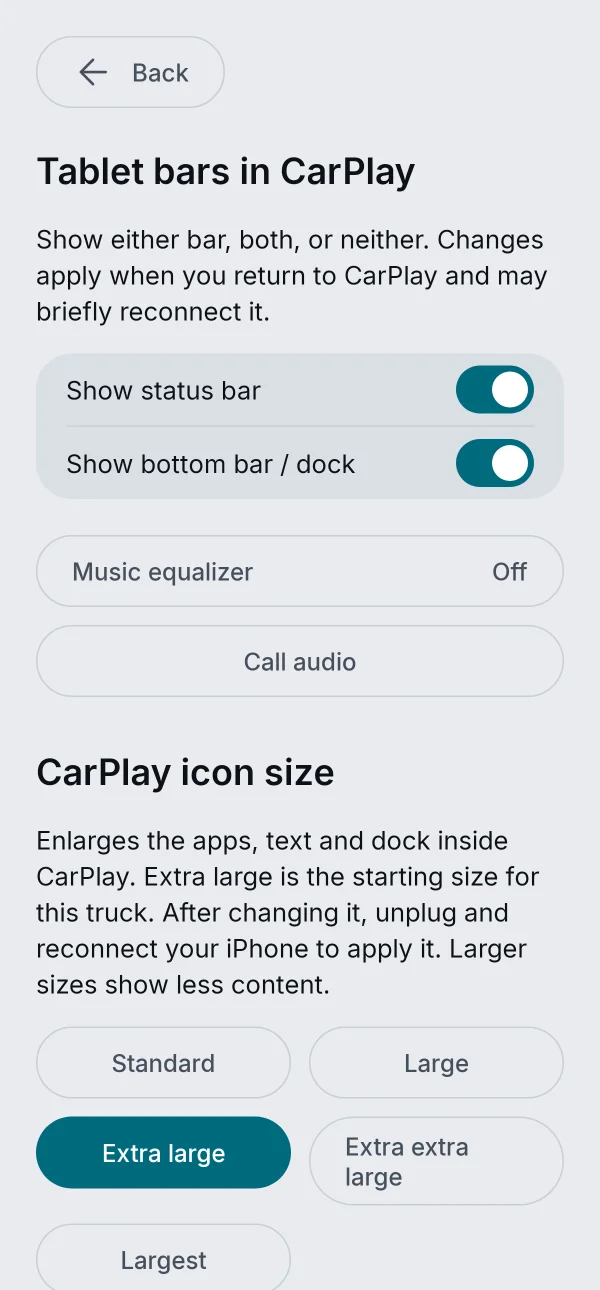 Back
Tablet bars in CarPlay
Show either bar, both, or neither. Changes
apply when you return to CarPlay and may
briefly reconnect it.
Show status bar
Show bottom bar / dock
Music equalizer Off
Call audio
CarPlay icon size
Enlarges the apps, text and dock inside
CarPlay. Extra large is the starting size for
this truck. After changing it, unplug and
reconnect your iPhone to apply it. Larger
sizes show less content.
Standard Large
Extra large
Extra extra
large
Largest